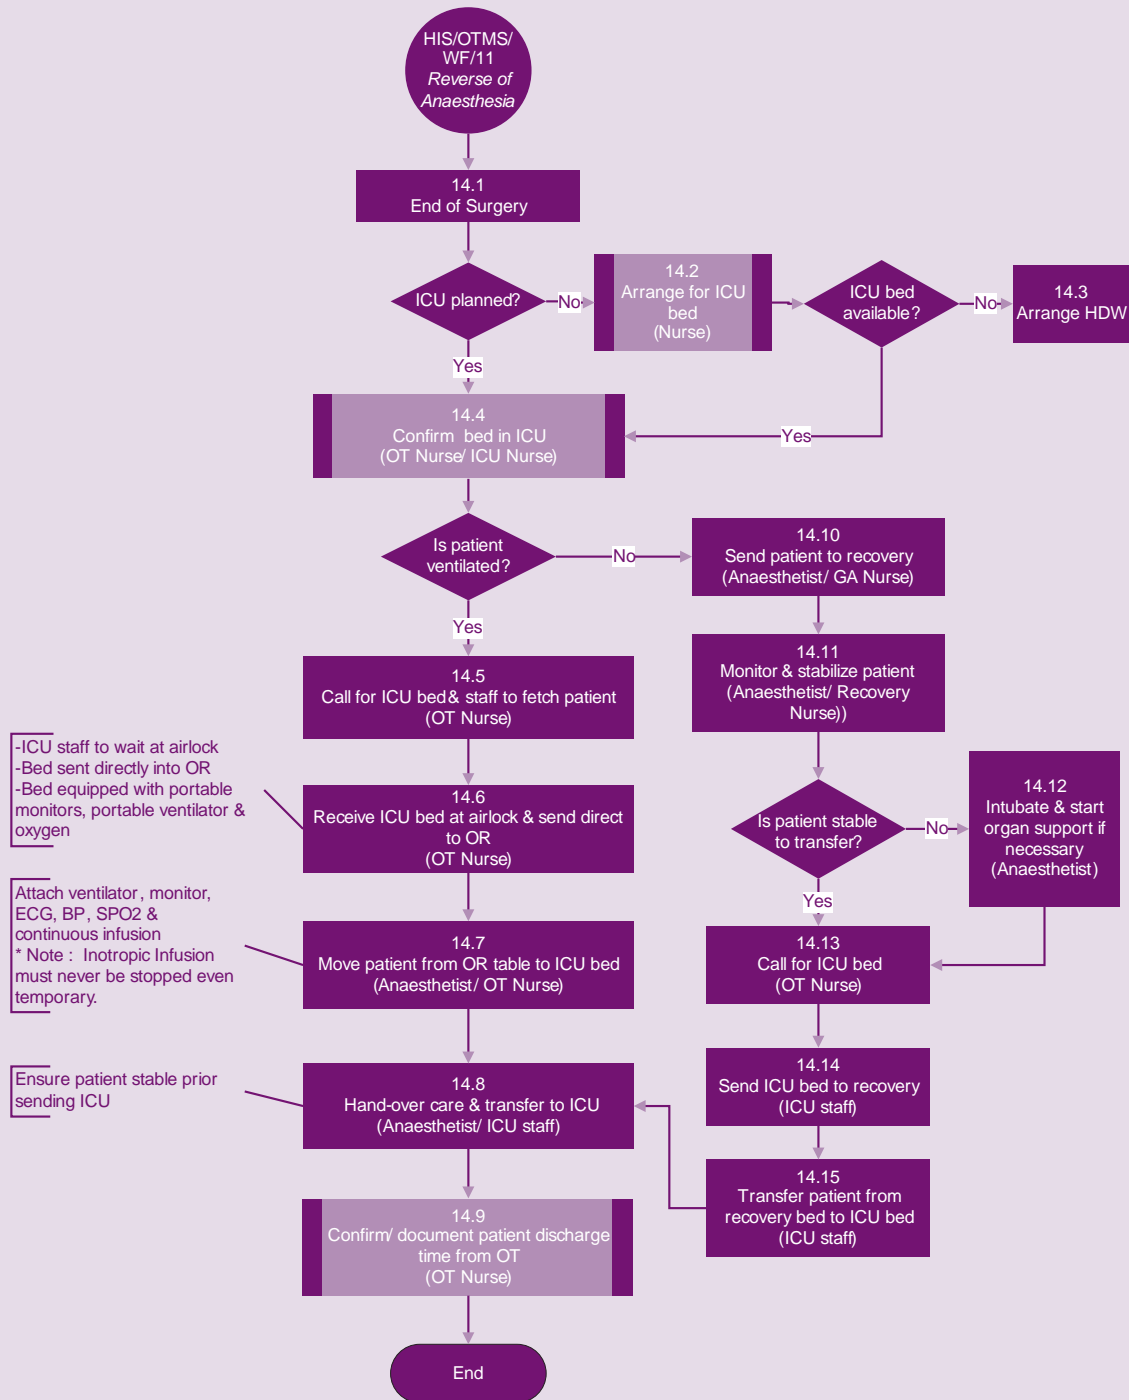 HIS/OTMS/
WF/11
Reverse of
Anaesthesia
14.1
End of Surgery
ICU planned?
No
14.2
Arrange for ICU
bed
(Nurse)
ICU bed
available?
No
14.3
Arrange HDW
Yes
14.4
Confirm bed in ICU
(OT Nurse/ ICU Nurse)
Yes
Is patient
ventilated?
No
14.10
Send patient to recovery
(Anaesthetist/ GA Nurse)
Yes
14.5
Call for ICU bed & staff to fetch patient
(OT Nurse)
14.11
Monitor & stabilize patient
(Anaesthetist/ Recovery
Nurse))
-ICU staff to wait at airlock
-Bed sent directly into OR
-Bed equipped with portable
monitors, portable ventilator &
oxygen
14.6
Receive ICU bed at airlock & send direct
to OR
(OT Nurse)
Is patient stable
to transfer?
No
14.12
Intubate & start
organ support if
necessary
(Anaesthetist)
Yes
Attach ventilator, monitor,
ECG, BP, SPO2 &
continuous infusion
* Note : Inotropic Infusion
must never be stopped even
temporary.
14.7
Move patient from OR table to ICU bed
(Anaesthetist/ OT Nurse)
14.13
Call for ICU bed
(OT Nurse)
Ensure patient stable prior
sending ICU
14.8
Hand-over care & transfer to ICU
(Anaesthetist/ ICU staff)
14.14
Send ICU bed to recovery
(ICU staff)
14.15
Transfer patient from
recovery bed to ICU bed
(ICU staff)
14.9
Confirm/ document patient discharge
time from OT
(OT Nurse)
End